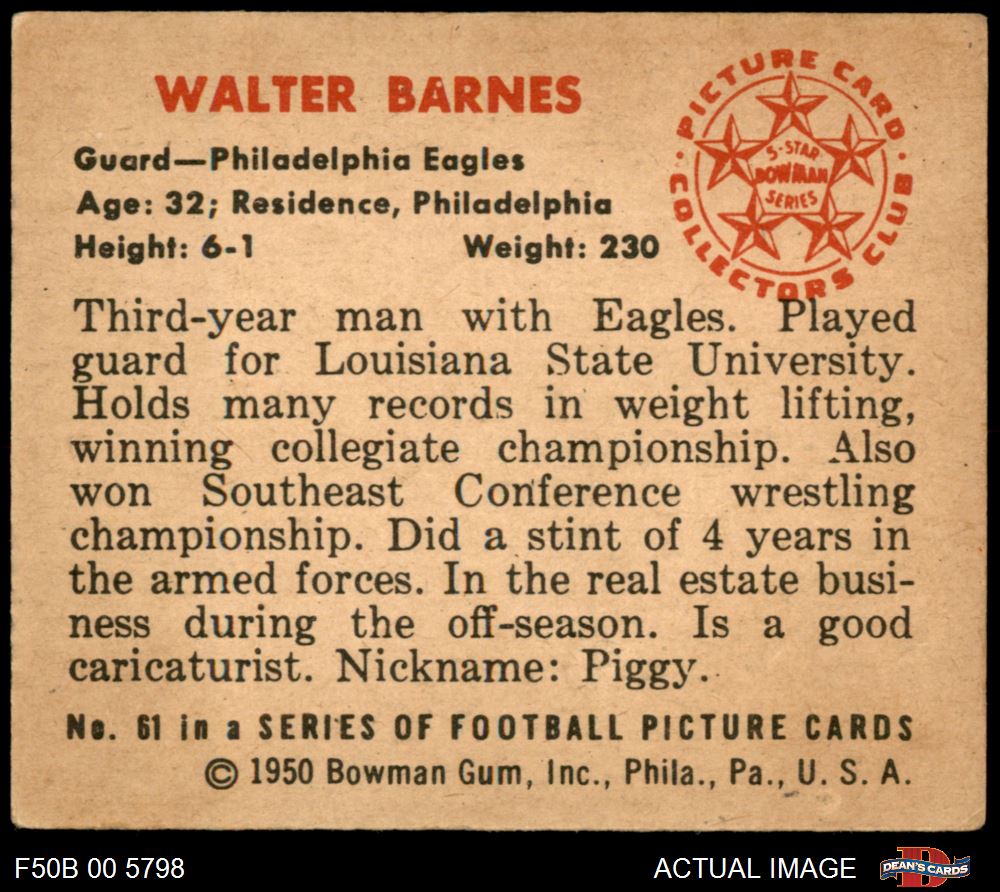 WALTER BARNES
Guard—Philadelphia Eagles
Age: 32; Residence, Philadelphia
Height: 6-1 Weight: 230
PICTURE CARD
COLLECTORS CLUB
5-STAR
BOWMAN
SERIES
Third-year man with Eagles. Played
guard for Louisiana State University.
Holds many records in weight lifting,
winning collegiate championship. Also
won Southeast Conference wrestling
championship. Did a stint of 4 years in
the armed forces. In the real estate busi-
ness during the off-season. Is a good
caricaturist. Nickname: Piggy.
No. 61 in a SERIES OF FOOTBALL PICTURE CARDS
© 1950 Bowman Gum, Inc., Phila., Pa., U. S. A.
F50B 00 5798
ACTUAL IMAGE
DEAN'S CARDS